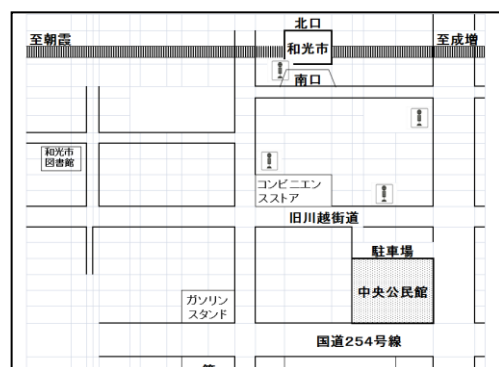 北口
至朝霞
和光市
至成増
南口
和光市
図書館
コンビニエン
スストア
旧川越街道
駐車場
中央公民館
ガソリン
スタンド
国道254号線